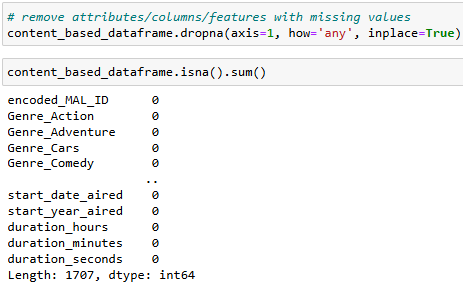 # remove attributes/columns/features with missing values
content_based_dataframe.dropna(axis=1, how='any', inplace=True)
content_based_dataframe.isna().sum()
encoded_MAL_ID 0
Genre_Action 0
Genre_Adventure 0
Genre_Cars 0
Genre_Comedy 0
..
start_date_aired 0
start_year_aired 0
duration_hours 0
duration_minutes 0
duration_seconds 0
Length: 1707, dtype: int64